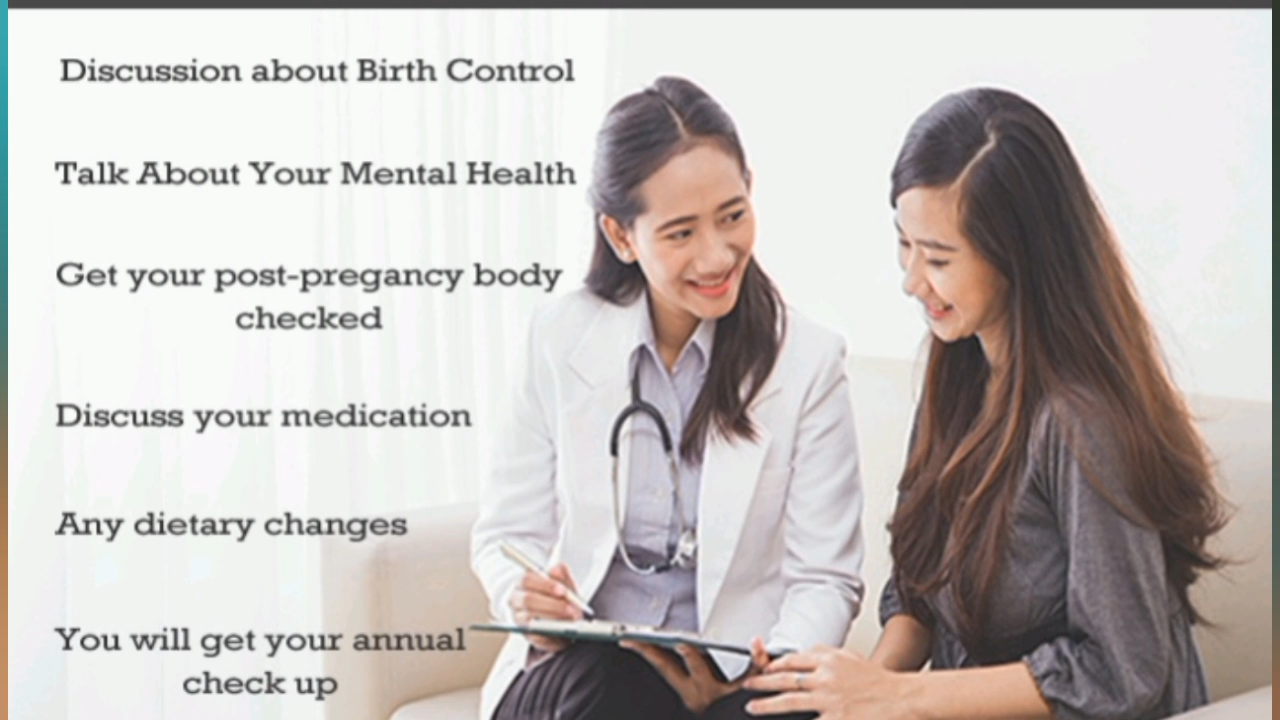 Discussion about Birth Control
Talk About Your Mental Health
Get your post-pregancy body
checked
Discuss your medication
Any dietary changes
You will get your annual
check up